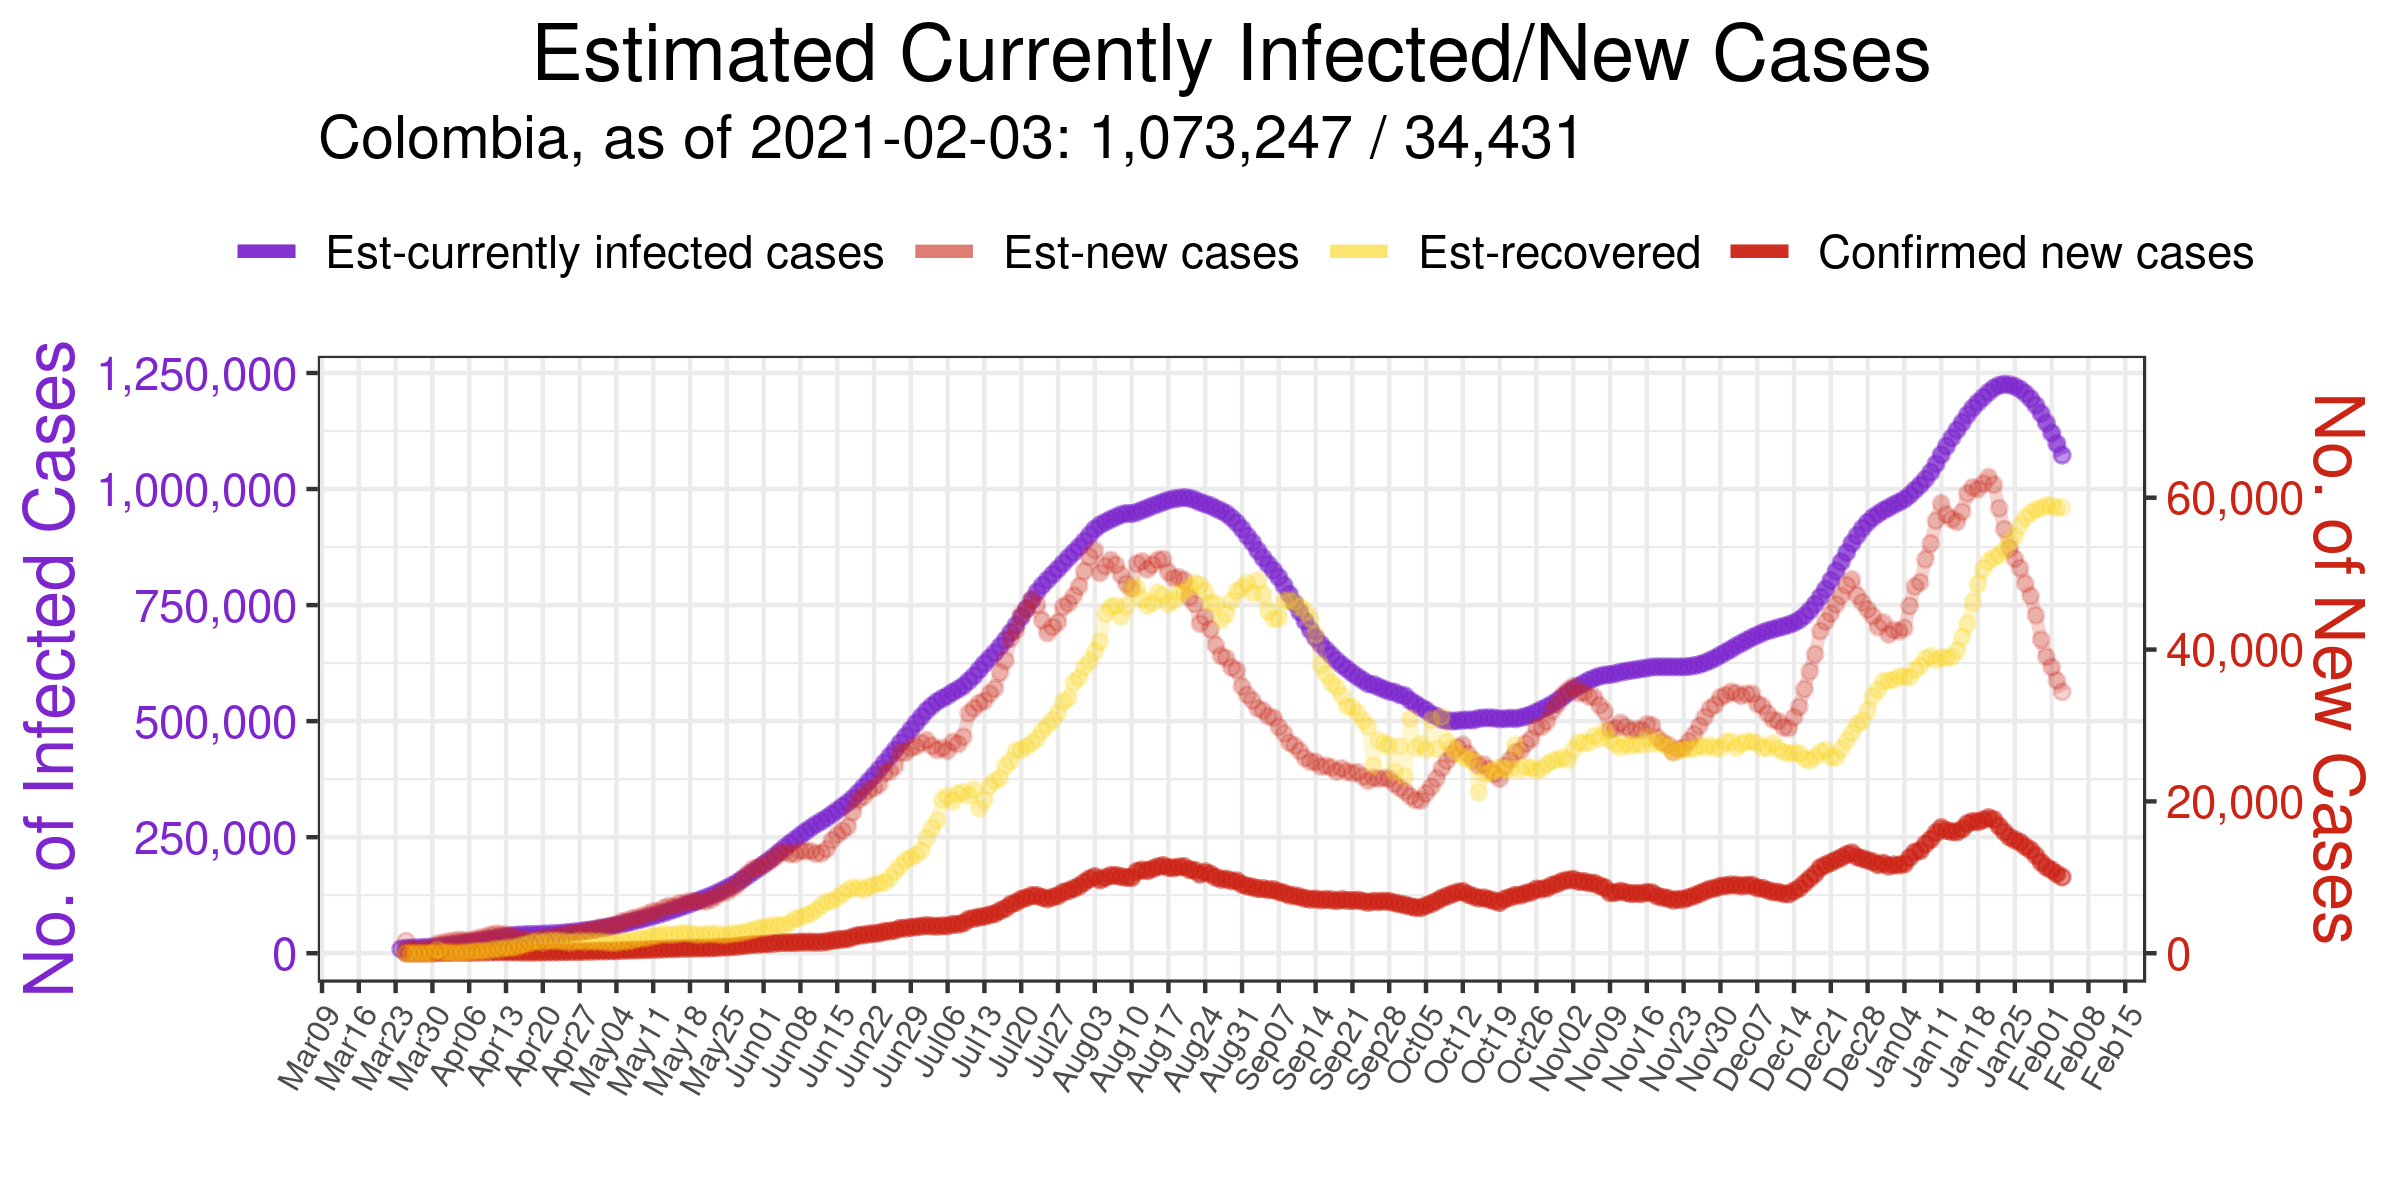 Estimated Currently Infected/New Cases
Colombia, as of 2021-02-03: 1,073,247 / 34,431
Est-currently infected cases Est-new cases Est-recovered Confirmed new cases
No. of Infected Cases
1,250,000
1,000,000
750,000
500,000
250,000
0
60,000
40,000
20,000
0
No. of New Cases
Mar09 Mar16 Mar23 Mar30 Apr06 Apr13 Apr20 Apr27 May04 May11 May18 May25 Jun01 Jun08 Jun15 Jun22 Jun29 Jul06 Jul13 Jul20 Jul27 Aug03 Aug10 Aug17 Aug24 Aug31 Sep07 Sep14 Sep21 Sep28 Oct05 Oct12 Oct19 Oct26 Nov02 Nov09 Nov16 Nov23 Nov30 Dec07 Dec14 Dec21 Dec28 Jan04 Jan11 Jan18 Jan25 Feb01 Feb08 Feb15